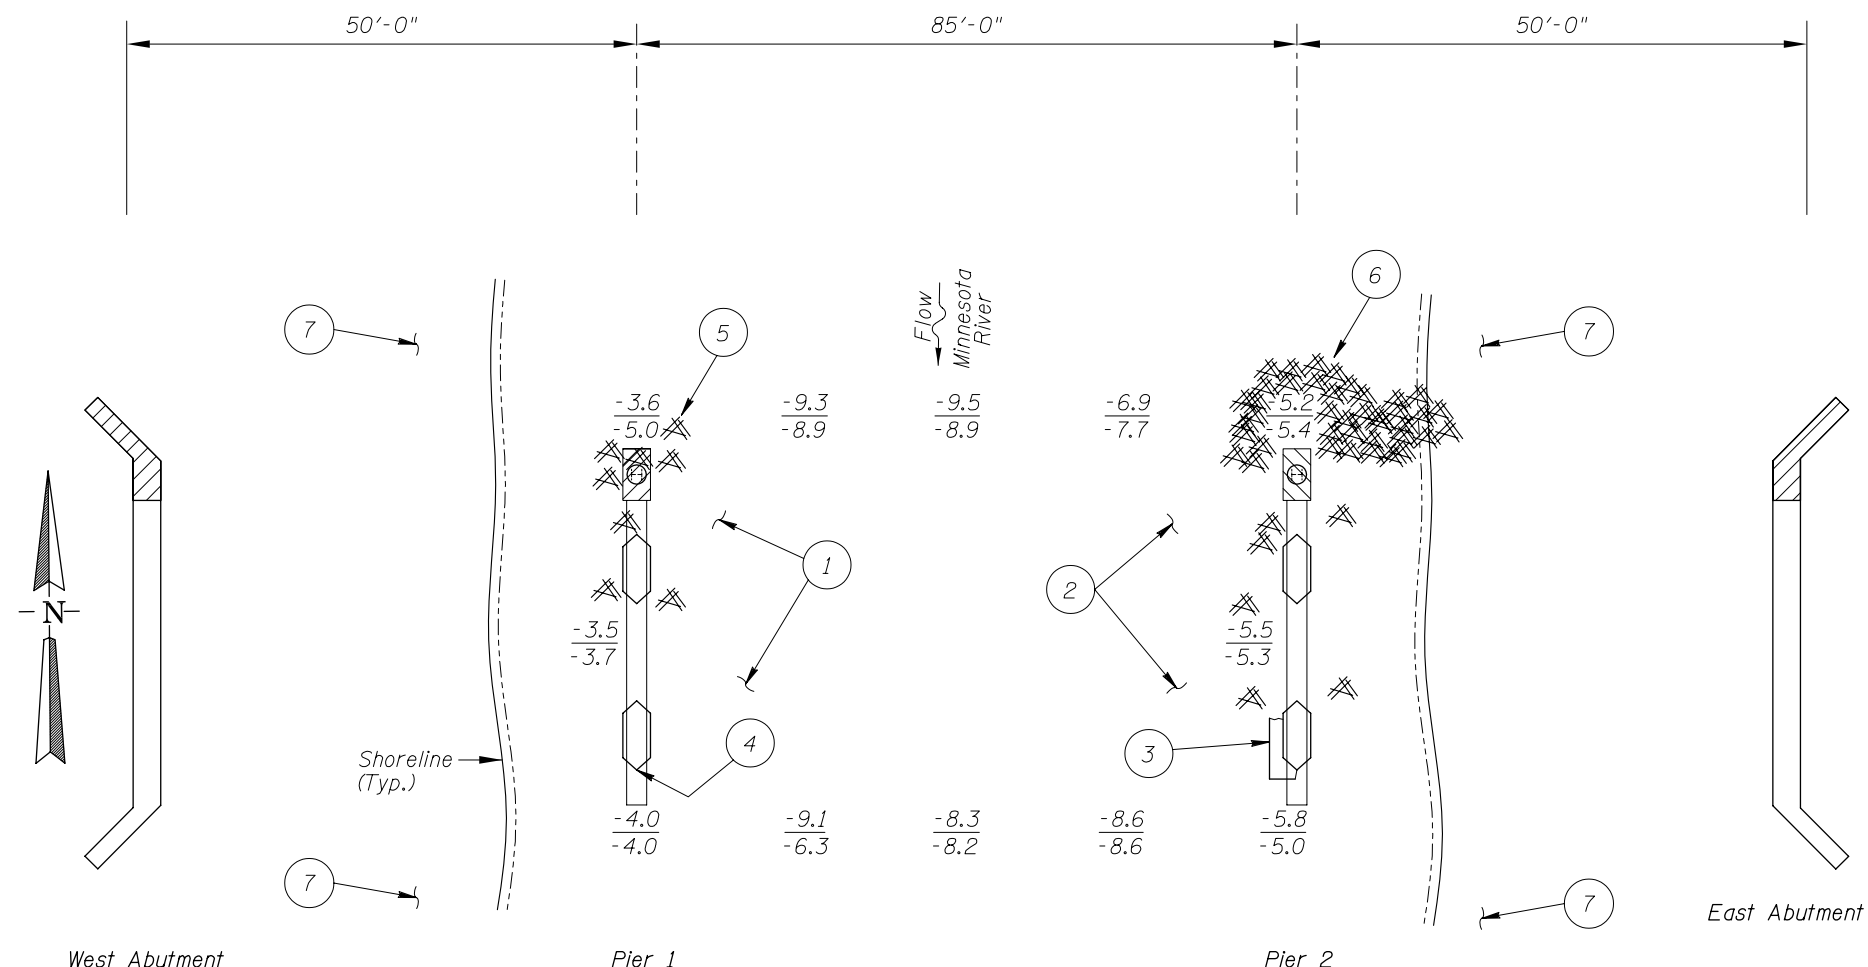 50'-0" 85'-0" 50'-0"
Flow
Minnesota
River
6
7 5 7
-3.6 -9.3 -9.5 -6.9 -5.2
-5.0 -8.9 -8.9 -7.7 -5.4
1
2
N
-3.5 -5.5
-3.7 -5.3
4 3
Shoreline
(Typ.)
-4.0 -9.1 -8.3 -8.6 -5.8
-4.0 -6.3 -8.2 -8.6 -5.0
7 7
East Abutment
West Abutment Pier 1 Pier 2